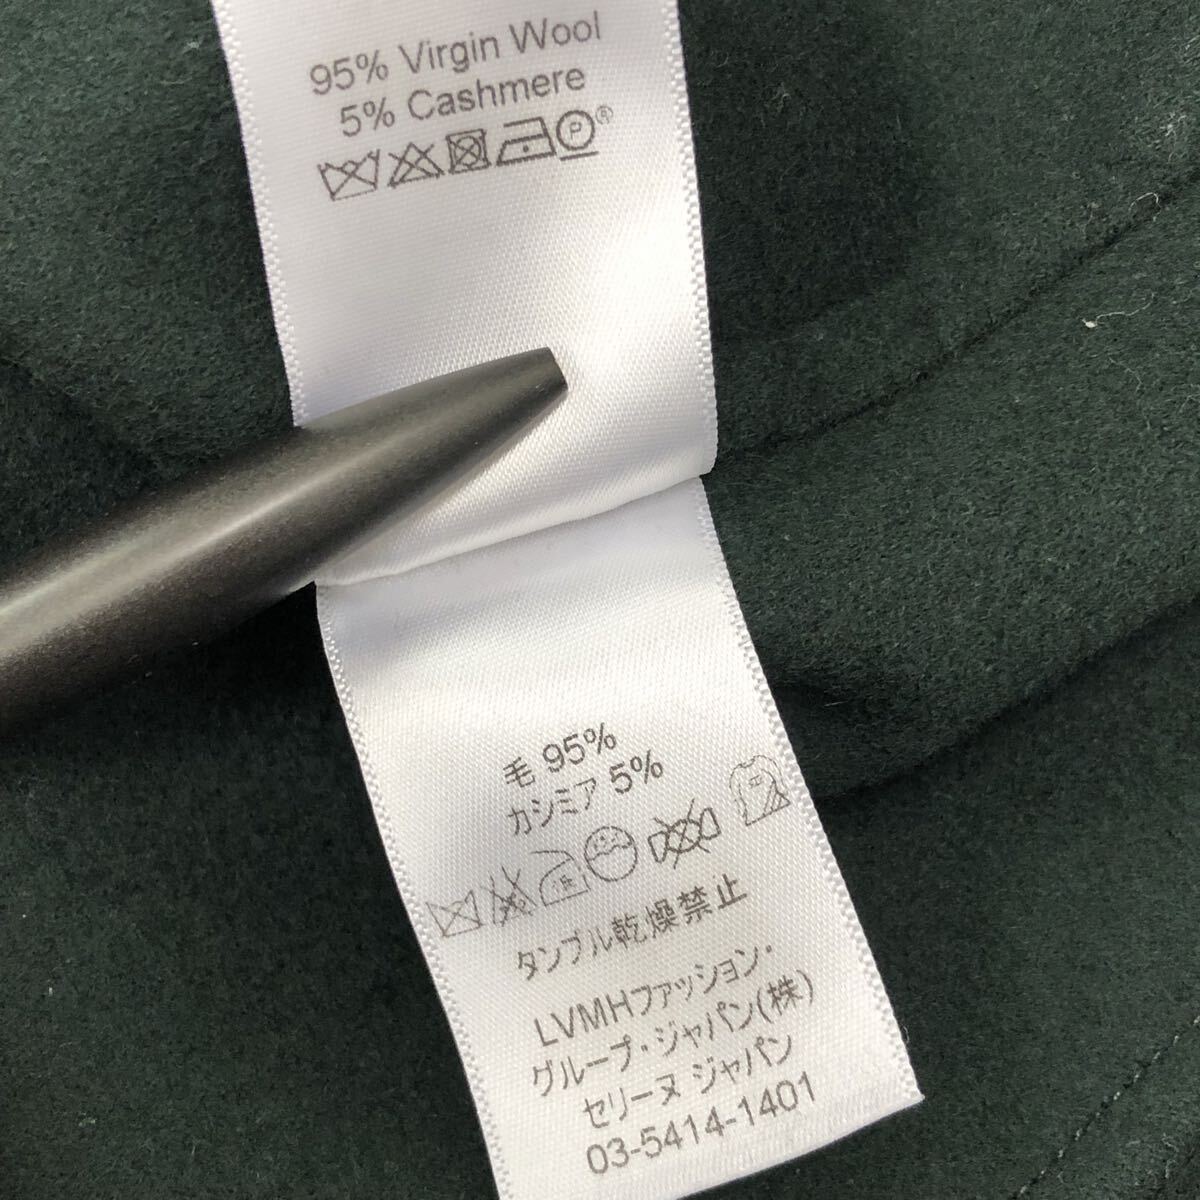 95% Virgin Wool
5% Cashmere
P®
毛 95%
カシミア 5%
タンブル乾燥禁止
LVMHファッション・
グループ・ジャパン(株)
セリーヌ ジャパン
03-5414-1401